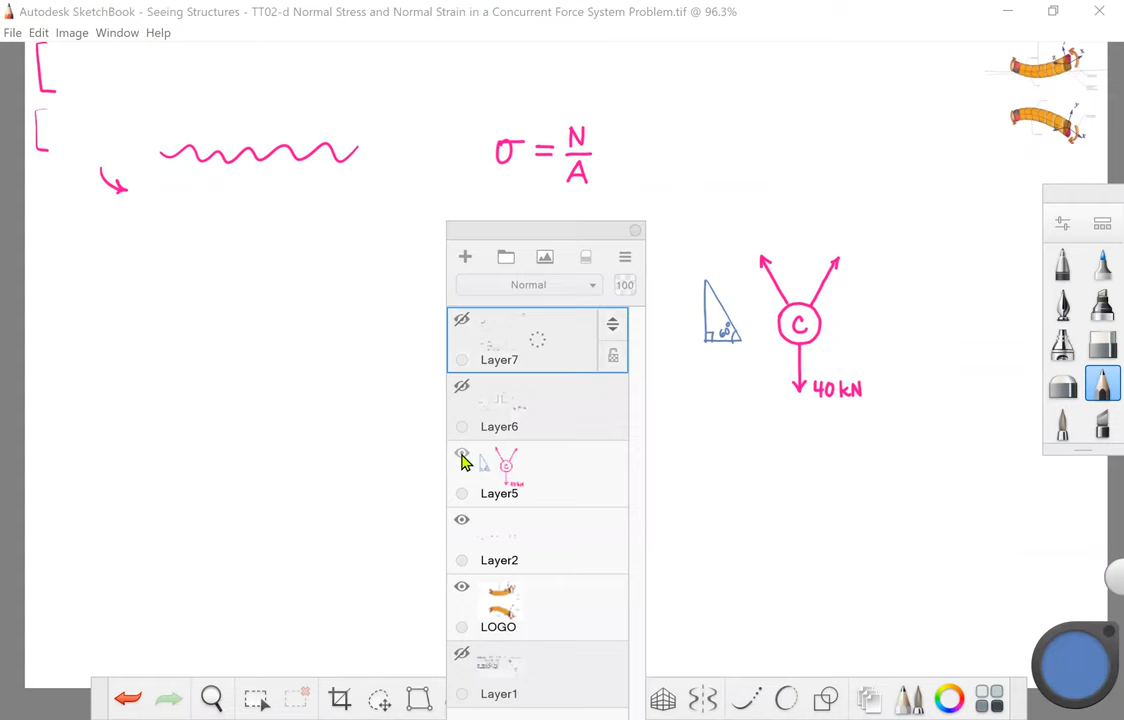 Autodesk SketchBook - Seeing Structures - TT02-d Normal Stress and Normal Strain in a Concurrent Force System Problem.tif @ 96.3%
File Edit Image Window Help
σ = N
A
Normal 100
Layer7
Layer6
Layer5
Layer2
LOGO
Layer1
60°
C
40 kN